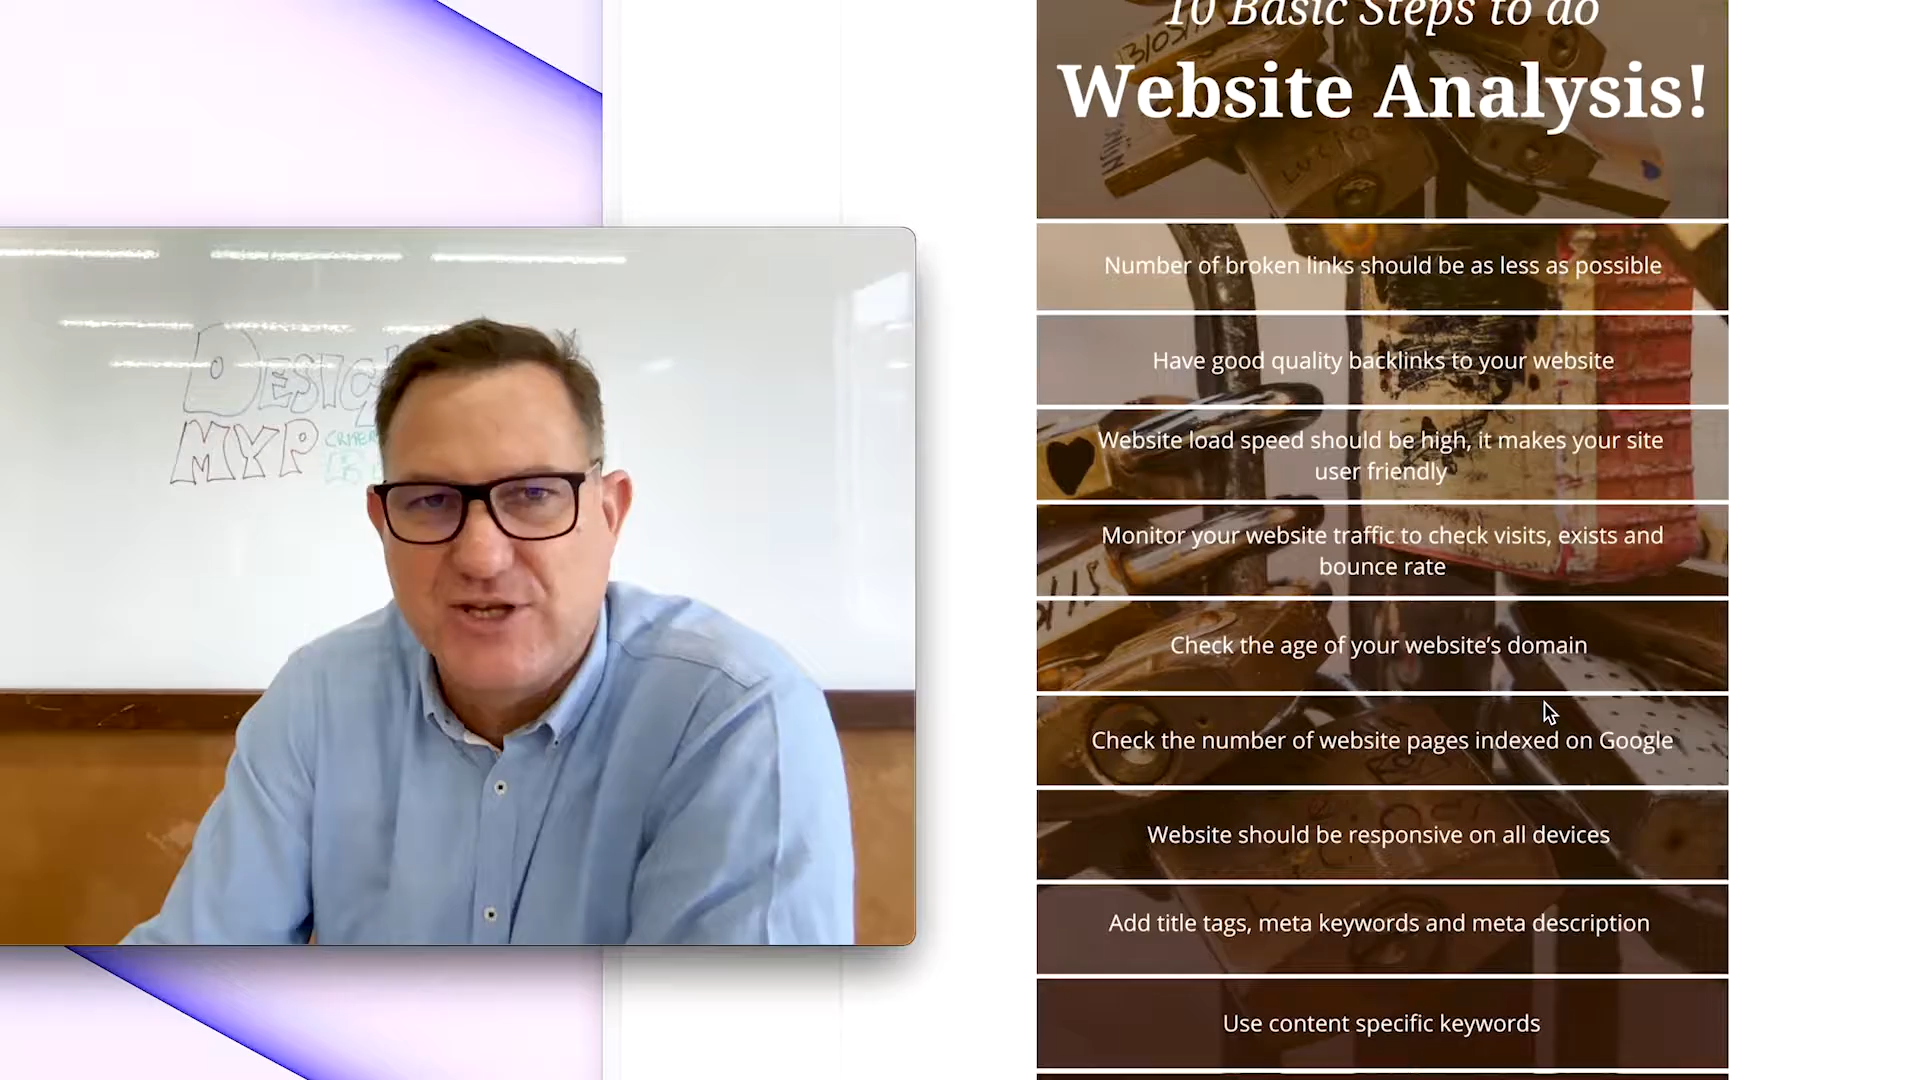 10 Basic Steps to do
Website Analysis!
Number of broken links should be as less as possible
Have good quality backlinks to your website
Website load speed should be high, it makes your site
user friendly
Monitor your website traffic to check visits, exists and
bounce rate
Check the age of your website’s domain
Check the number of website pages indexed on Google
Website should be responsive on all devices
Add title tags, meta keywords and meta description
Use content specific keywords
DESIG
MYP